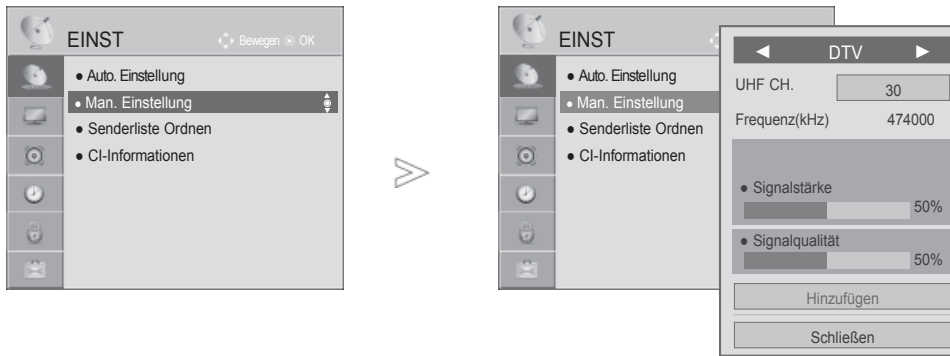 EINST
Bewegen OK
● Auto. Einstellung
● Man. Einstellung
● Senderliste Ordnen
● CI-Informationen
>
EINST
● Auto. Einstellung
● Man. Einstellung
● Senderliste Ordnen
● CI-Informationen
◄ DTV ►
UHF CH. 30
Frequenz(kHz) 474000
● Signalstärke
50%
● Signalqualität
50%
Hinzufügen
Schließen